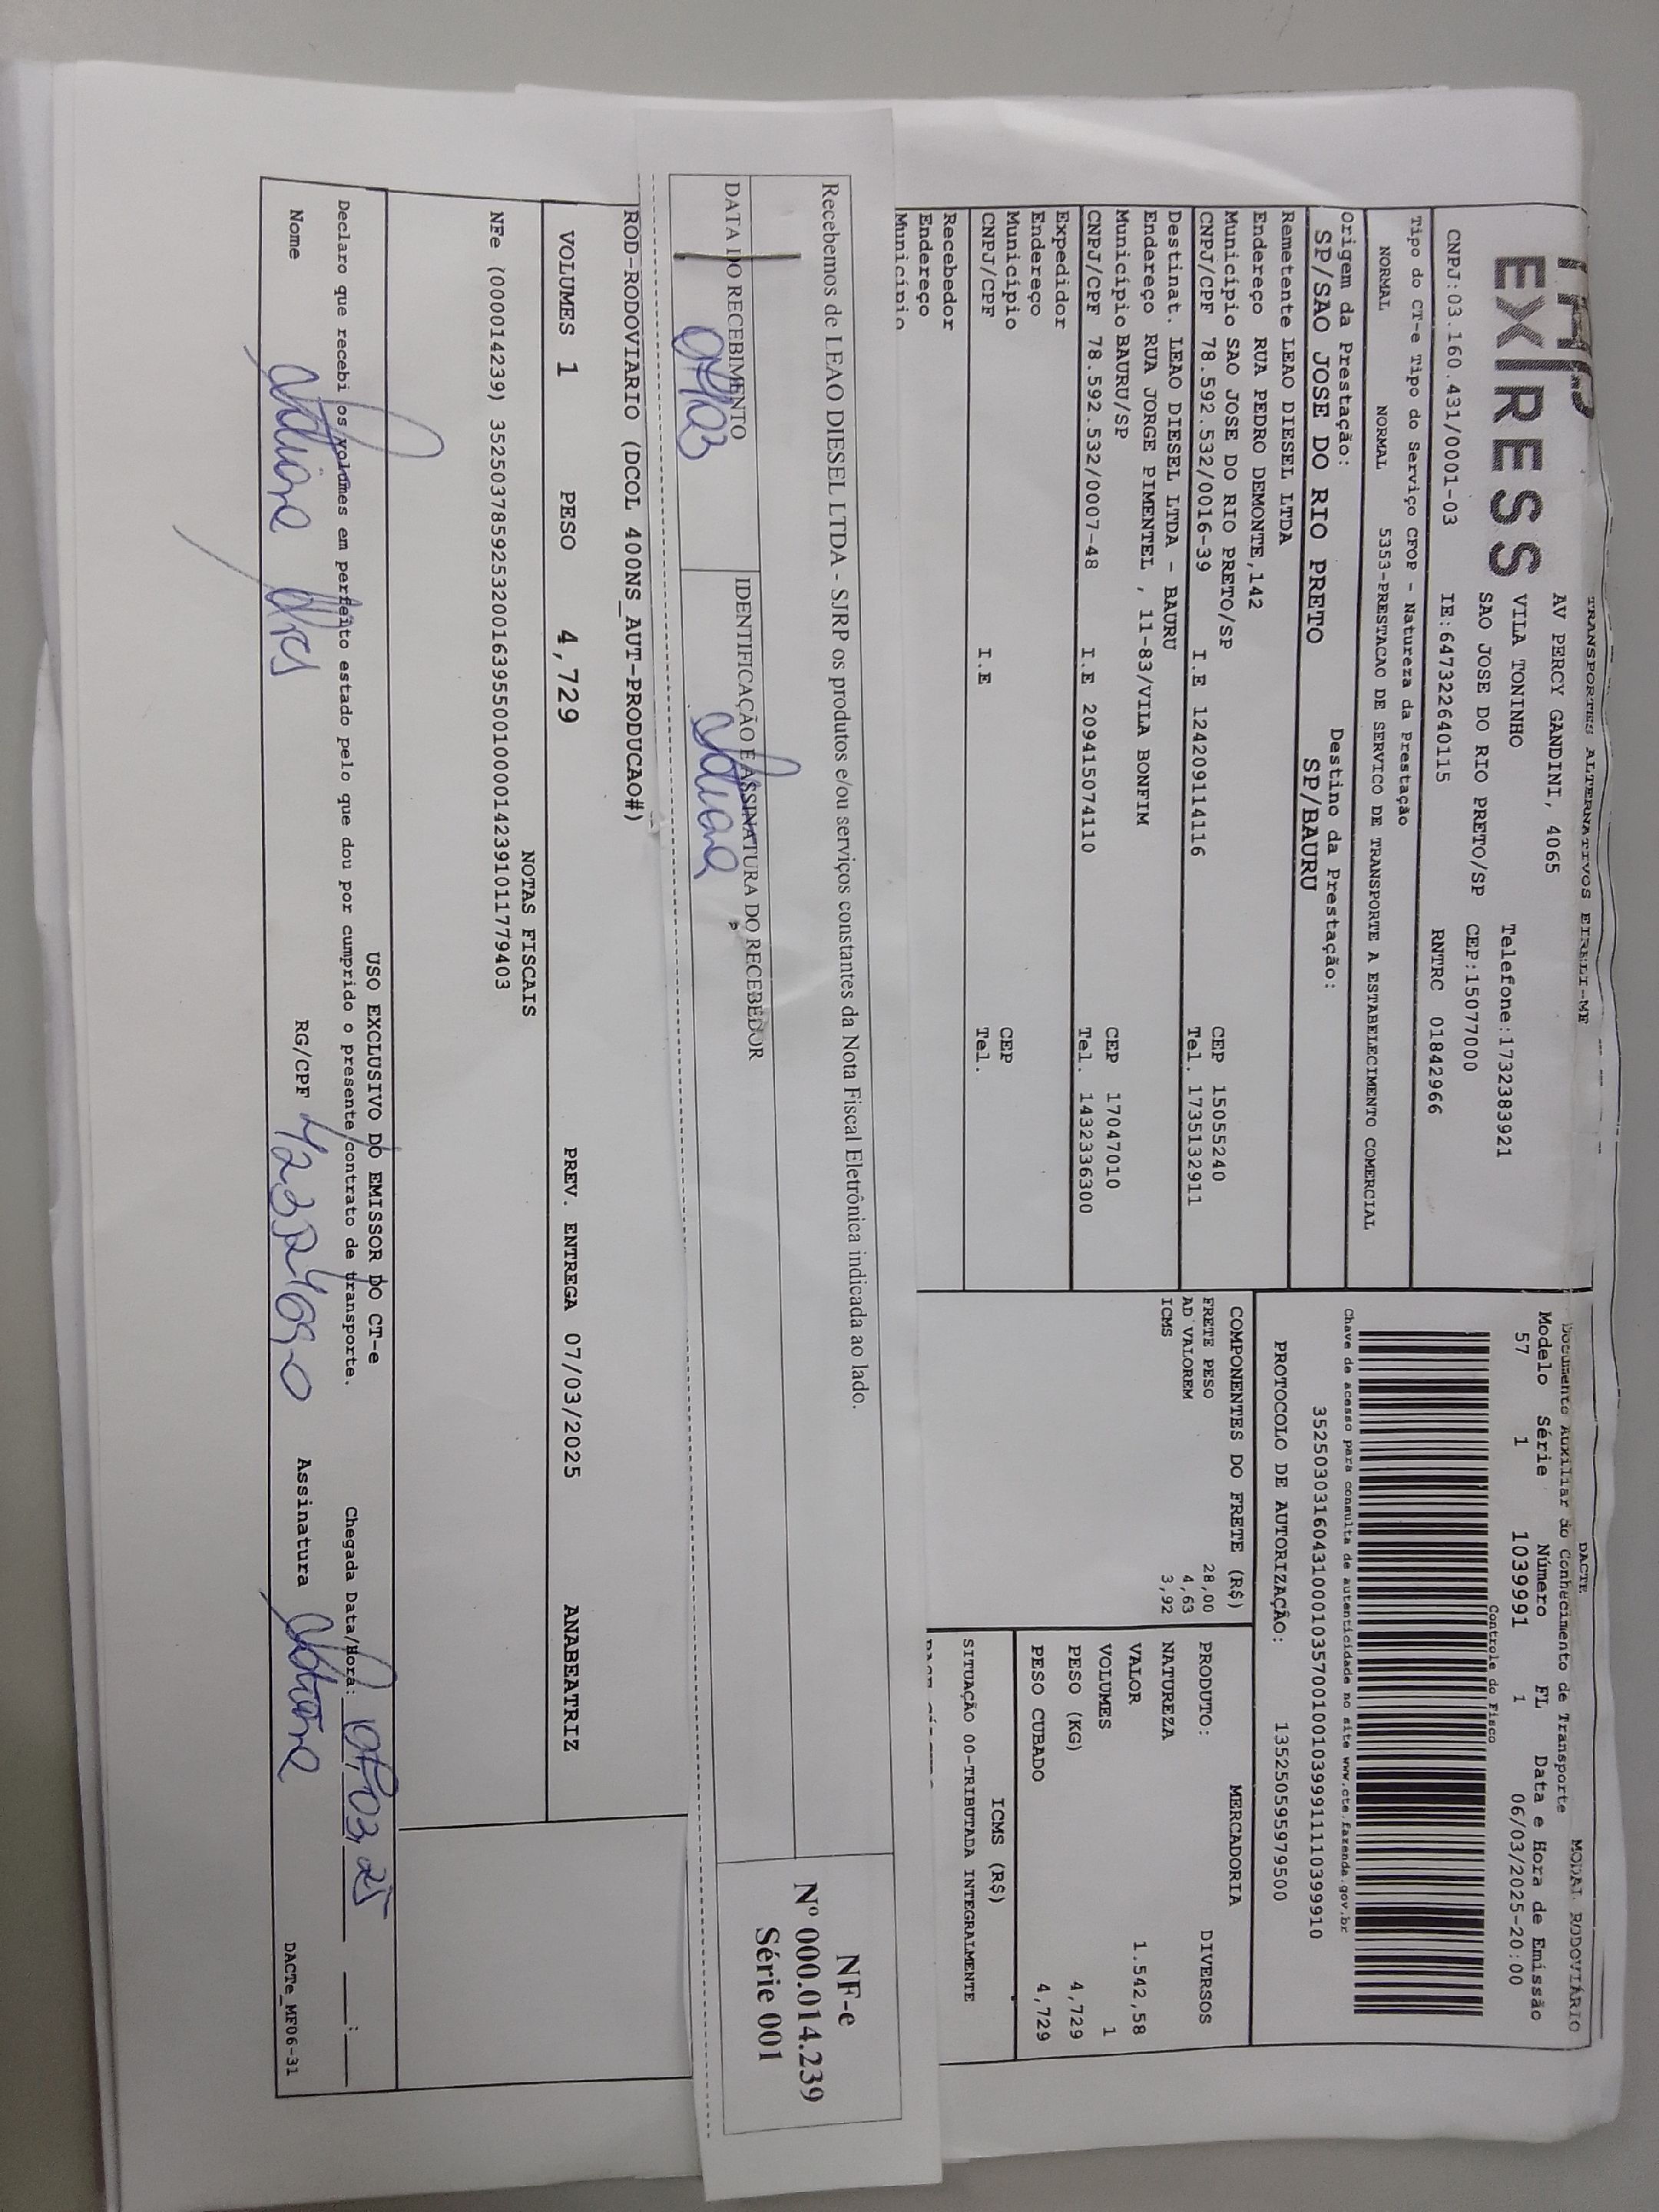 EXPRESS
TRANSPORTES ALTERNATIVOS EIRELI-ME
AV PERCY GANDINI, 4065
VILA TONINHO
Telefone:1732383921
SAO JOSE DO RIO PRETO/SP CEP:15077000
CNPJ:03.160.431/0001-03 IE:647322640115 RNTRC 01842966
DACTE
MODAL RODOVIÁRIO
Documento Auxiliar do Conhecimento de Transporte
Modelo Série Número FL Data e Hora de Emissão
57 1 1039991 1 06/03/2025-20:00
Controle do Fisco
Chave de acesso para consulta de autenticidade no site www.cte.fazenda.gov.br
35250303160431000103570010010399911110399910
PROTOCOLO DE AUTORIZAÇÃO: 135250595979500
Tipo do CT-e Tipo do Serviço CFOP - Natureza da Prestação
NORMAL NORMAL 5353-PRESTACAO DE SERVICO DE TRANSPORTE A ESTABELECIMENTO COMERCIAL
Origem da Prestação: Destino da Prestação:
SP/SAO JOSE DO RIO PRETO SP/BAURU
Remetente LEAO DIESEL LTDA
Endereço RUA PEDRO DEMONTE,142
Município SAO JOSE DO RIO PRETO/SP CEP 15055240
CNPJ/CPF 78.592.532/0016-39 I.E 124209114116 Tel. 1735132911
Destinat. LEAO DIESEL LTDA - BAURU
Endereço RUA JORGE PIMENTEL , 11-83/VILA BONFIM
Município BAURU/SP CEP 17047010
CNPJ/CPF 78.592.532/0007-48 I.E 209415074110 Tel. 1432336300
Expedidor
Endereço
Município CEP
CNPJ/CPF I.E Tel.
Recebedor
Endereço
Município
COMPONENTES DO FRETE (R$)
FRETE PESO 28,00
AD VALOREM 4,63
ICMS 3,92
MERCADORIA
PRODUTO: DIVERSOS
NATUREZA
VALOR 1.542,58
VOLUMES 1
PESO (KG) 4,729
PESO CUBADO 4,729
ICMS (R$)
SITUAÇÃO 00-TRIBUTADA INTEGRALMENTE
Recebemos de LEAO DIESEL LTDA - SJRP os produtos e/ou serviços constantes da Nota Fiscal Eletrônica indicada ao lado.
DATA DO RECEBIMENTO IDENTIFICAÇÃO E ASSINATURA DO RECEBEDOR
07/03
NF-e
Nº 000.014.239
Série 001
ROD-RODOVIARIO (DCOL 400NS_AUT-PRODUCAO#)
VOLUMES 1 PESO 4,729 PREV. ENTREGA 07/03/2025 ANABEATRIZ
NOTAS FISCAIS
NFe (000014239) 35250378592532001639550010000142391011779403
USO EXCLUSIVO DO EMISSOR DO CT-e
Declaro que recebi os volumes em perfeito estado pelo que dou por cumprido o presente contrato de transporte. Chegada Data/Hora: 07/03/25 __:__
Nome RG/CPF Assinatura
DACTe_MF06-31